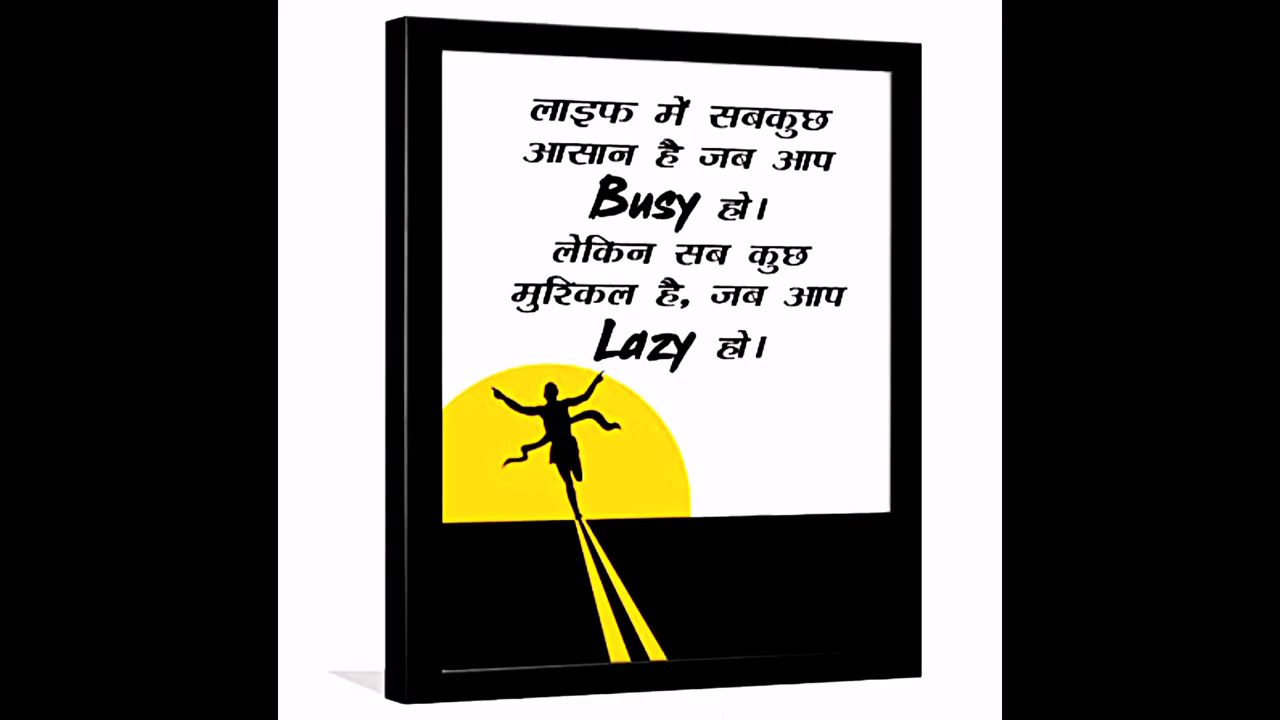 लाइफ में सबकुछ
आसान है जब आप
Busy हो।
लेकिन सब कुछ
मुश्किल है, जब आप
Lazy हो।